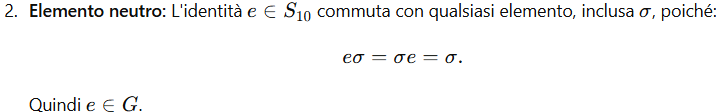 2. Elemento neutro: L'identità e ∈ S₁₀ commuta con qualsiasi elemento, inclusa σ, poiché:
eσ = σe = σ.
Quindi e ∈ G.